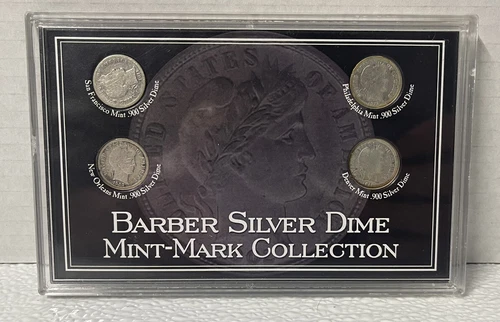 San Francisco Mint .900 Silver Dime
Philadelphia Mint .900 Silver Dime
New Orleans Mint .900 Silver Dime
Denver Mint .900 Silver Dime
BARBER SILVER DIME
MINT-MARK COLLECTION